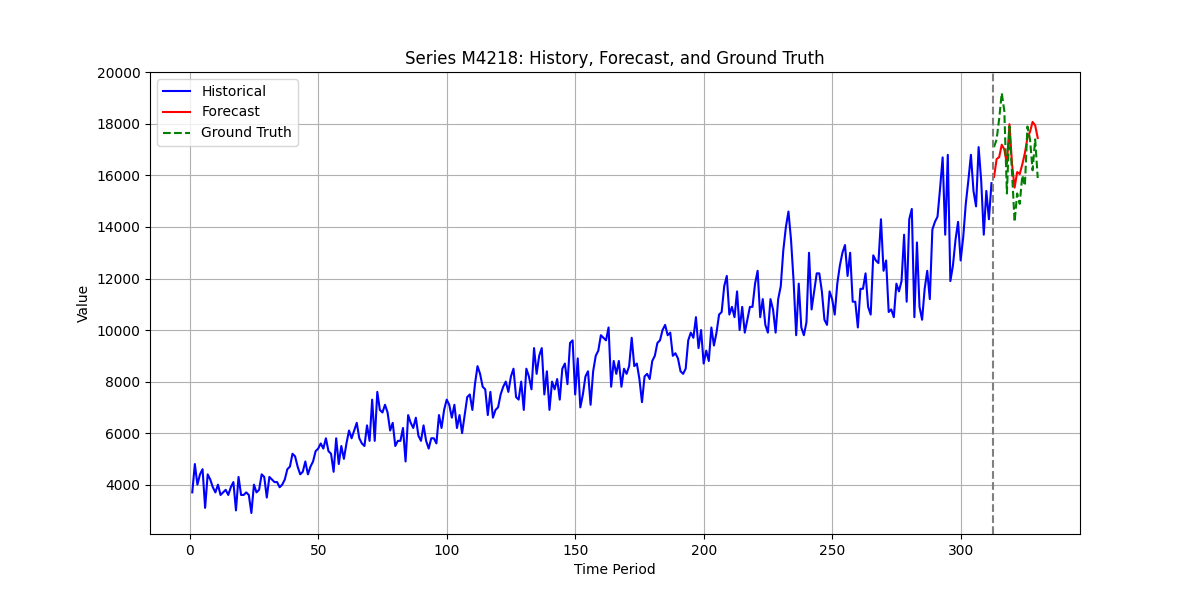 Series M4218: History, Forecast, and Ground Truth
20000
18000
16000
14000
12000
10000
8000
6000
4000
Value
Historical
Forecast
Ground Truth
0 50 100 150 200 250 300
Time Period